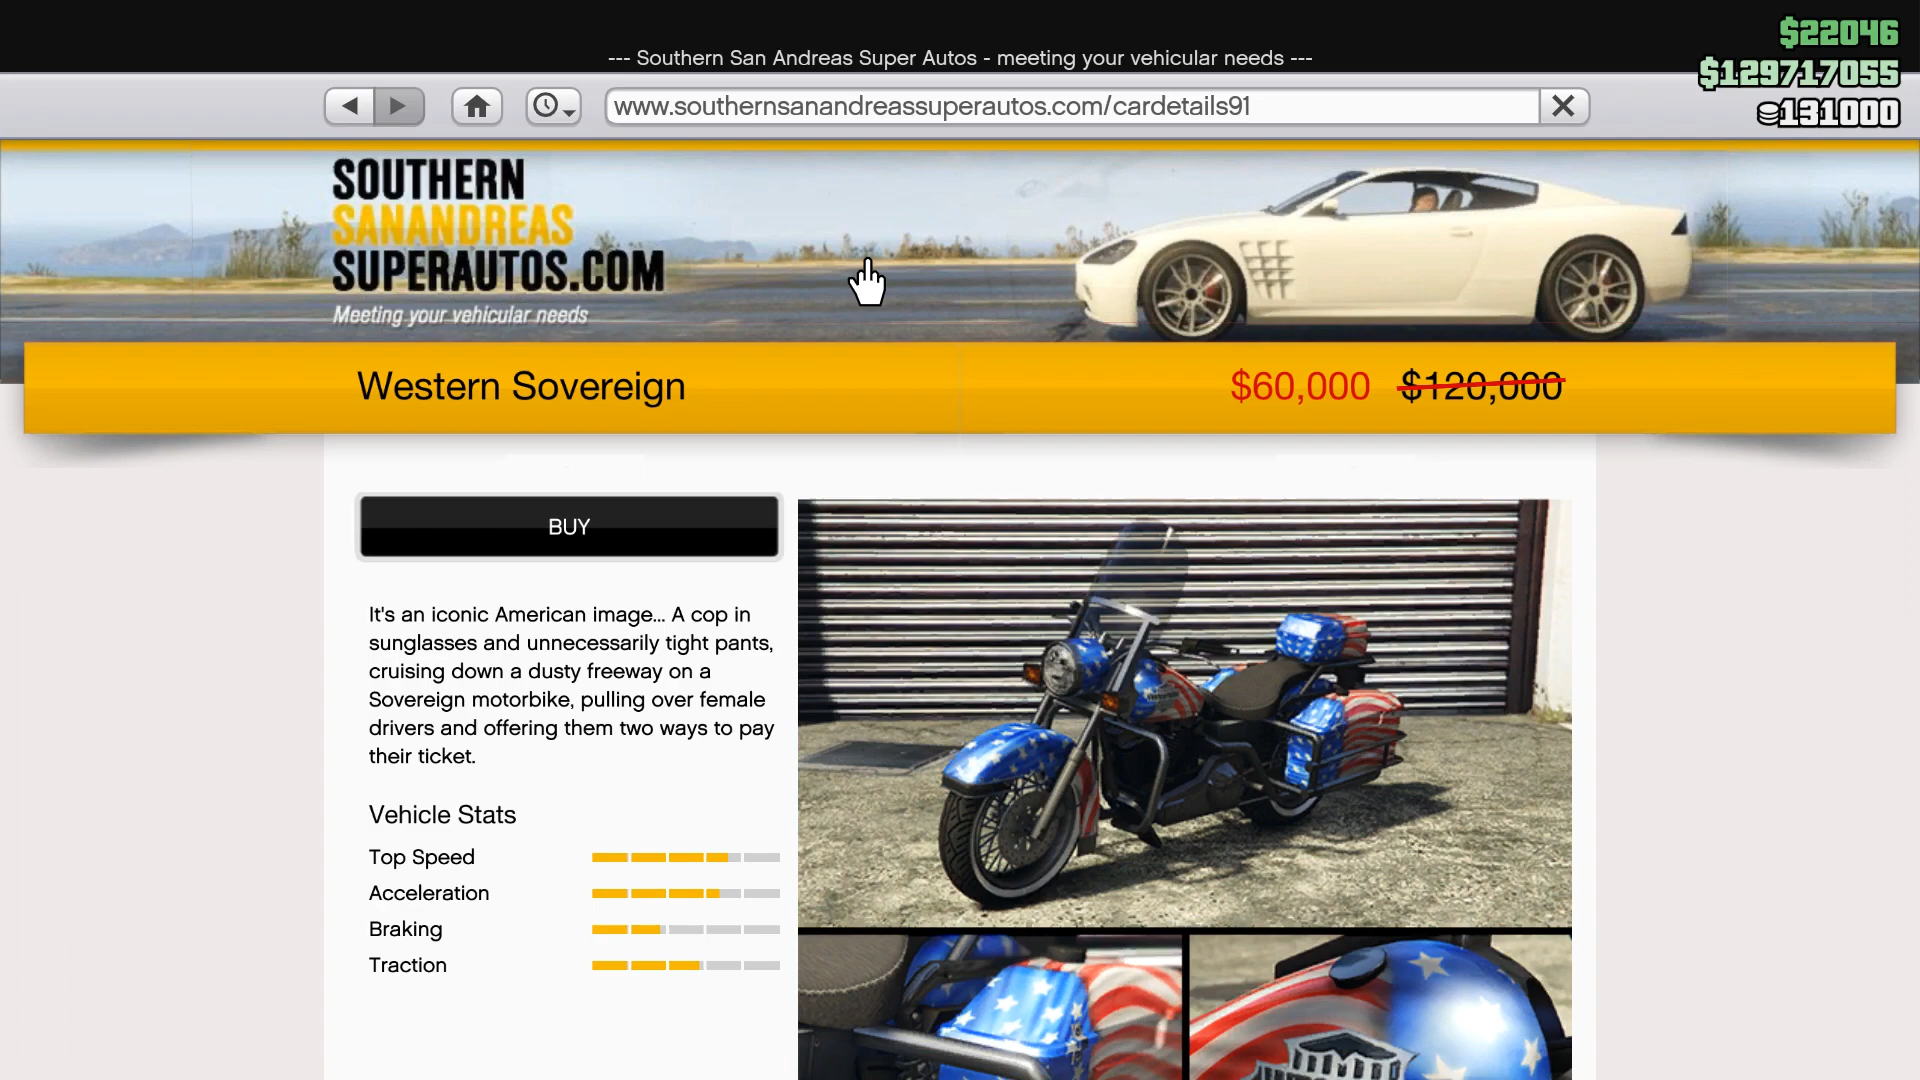 $22046
--- Southern San Andreas Super Autos - meeting your vehicular needs ---
$129717055
www.southernsanandreassuperautos.com/cardetails91
131000
SOUTHERN
SANANDREAS
SUPERAUTOS.COM
Meeting your vehicular needs
Western Sovereign $60,000 $120,000
BUY
It's an iconic American image... A cop in
sunglasses and unnecessarily tight pants,
cruising down a dusty freeway on a
Sovereign motorbike, pulling over female
drivers and offering them two ways to pay
their ticket.
Vehicle Stats
Top Speed
Acceleration
Braking
Traction